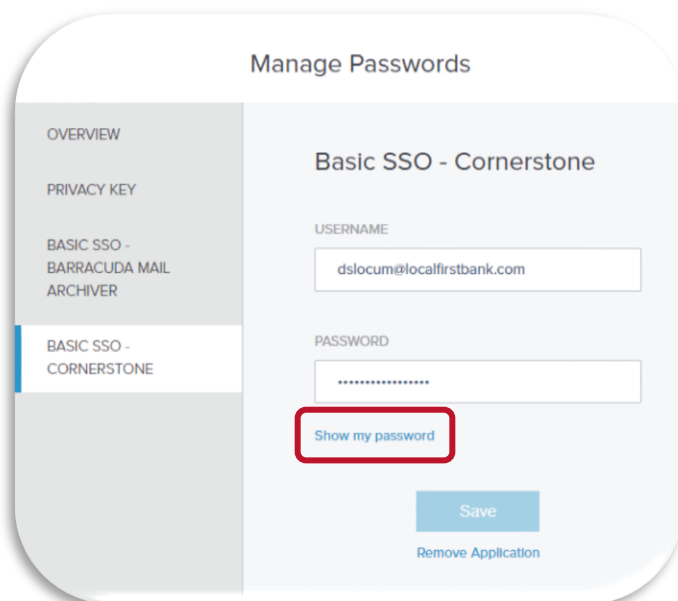 Manage Passwords
OVERVIEW
PRIVACY KEY
BASIC SSO -
BARRACUDA MAIL
ARCHIVER
BASIC SSO -
CORNERSTONE
Basic SSO - Cornerstone
USERNAME
dslocum@localfirstbank.com
PASSWORD
•••••••••••••••••
Show my password
Save
Remove Application